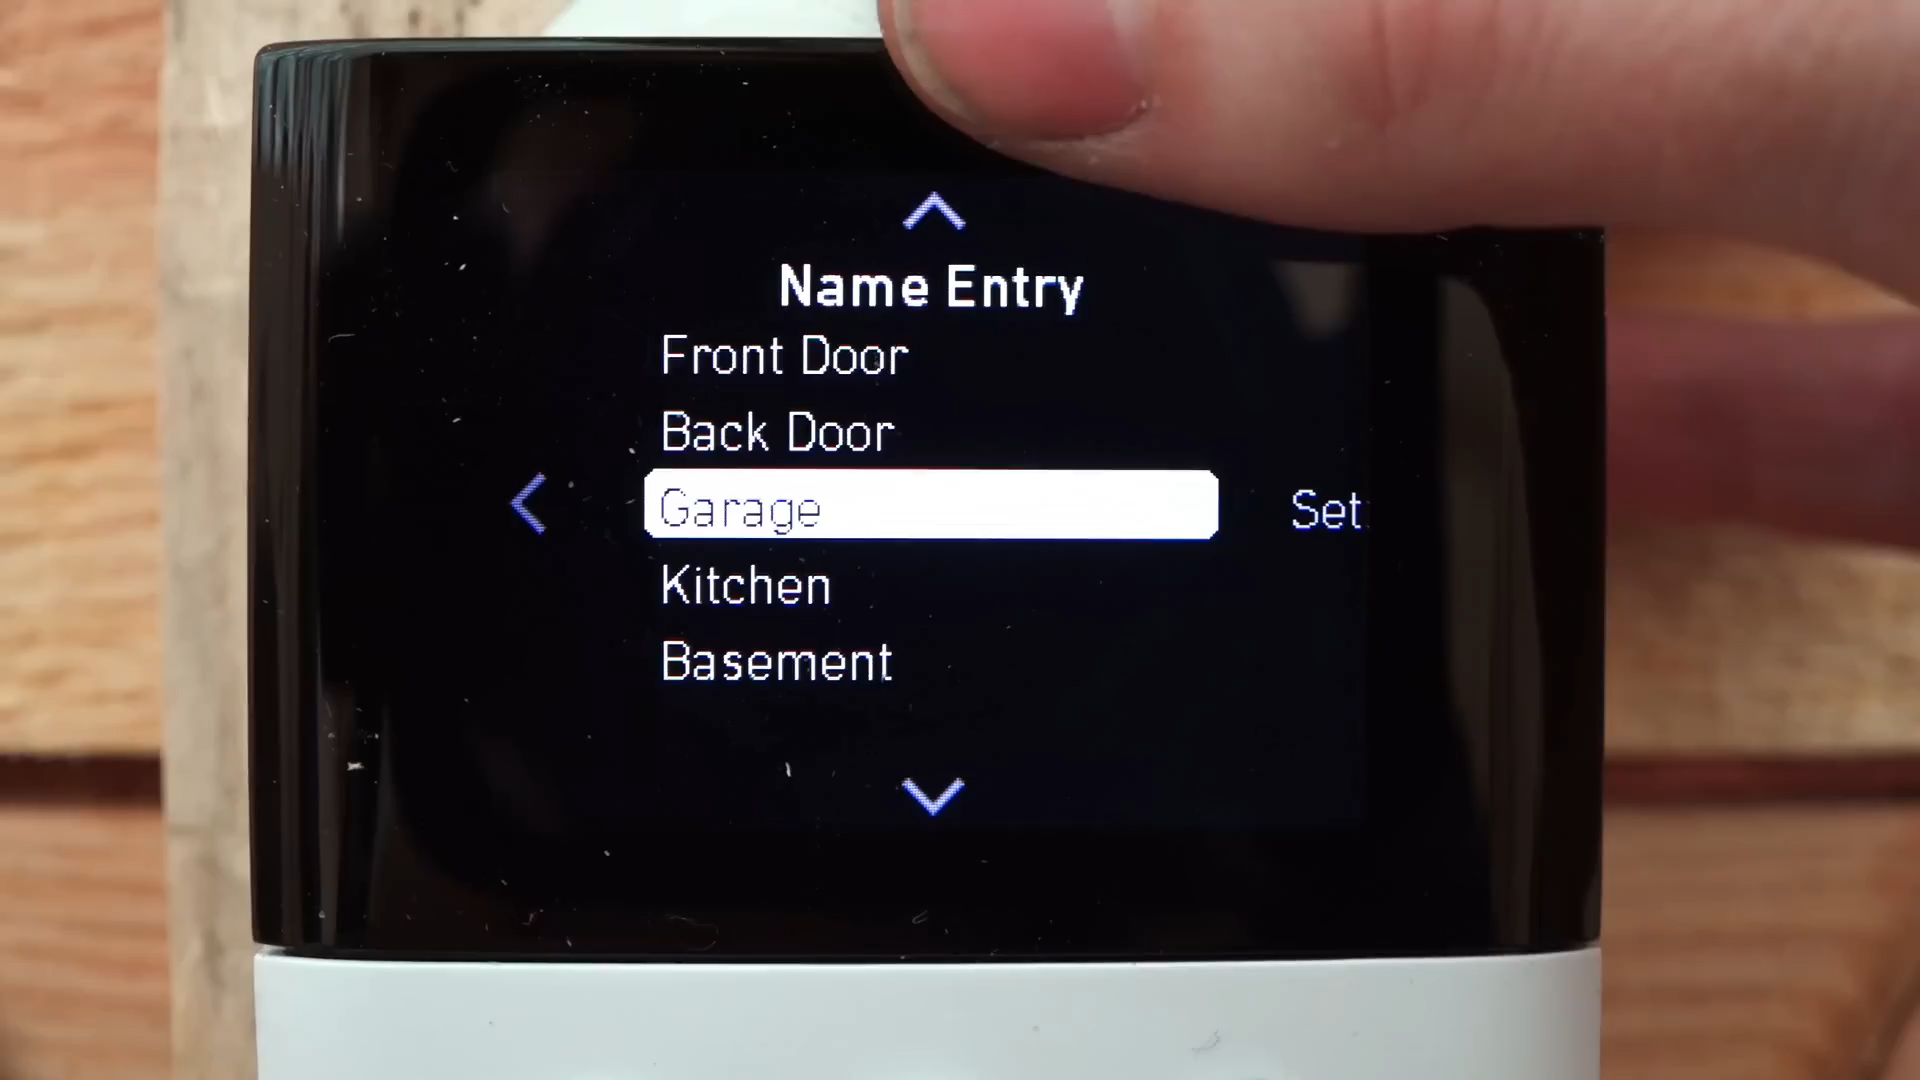 Name Entry
Front Door
Back Door
Garage
Set
Kitchen
Basement